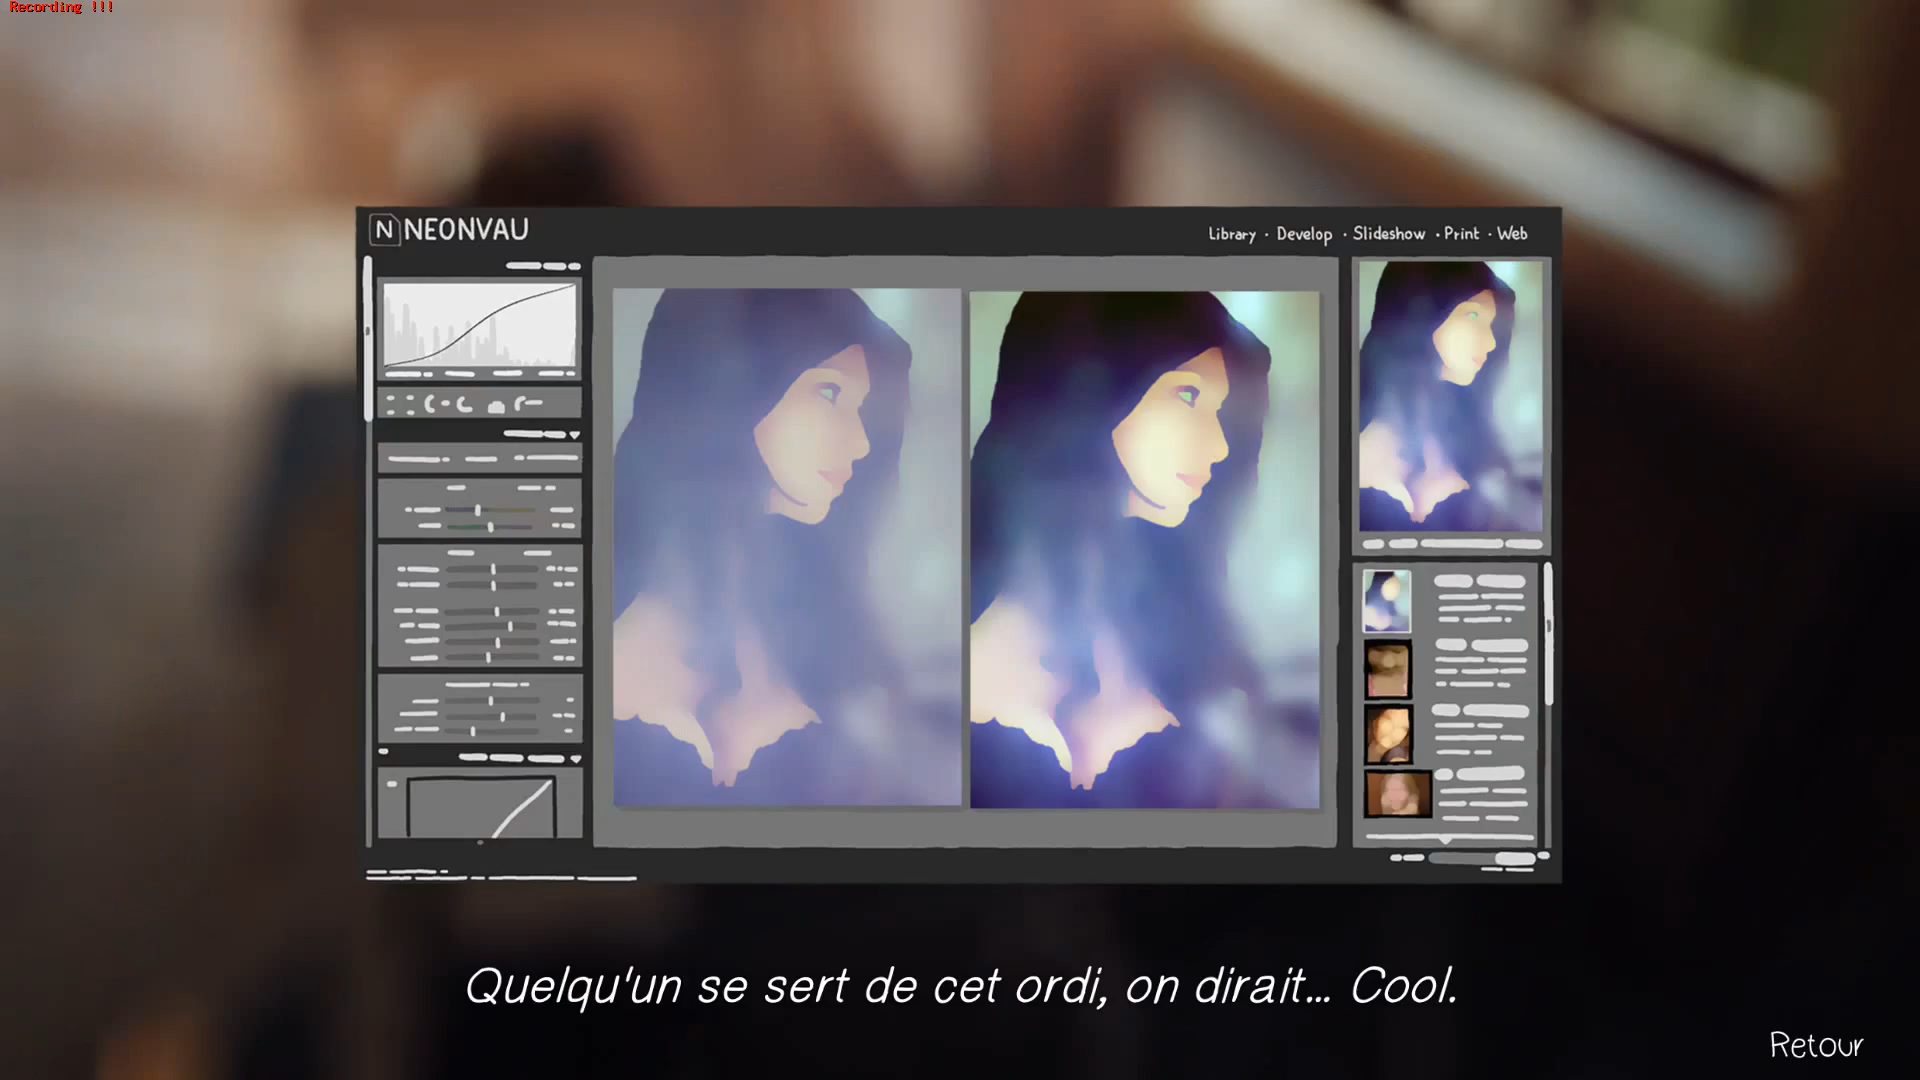 Recording !!!
N NEONVAU
Library · Develop · Slideshow · Print · Web
Quelqu'un se sert de cet ordi, on dirait... Cool.
Retour